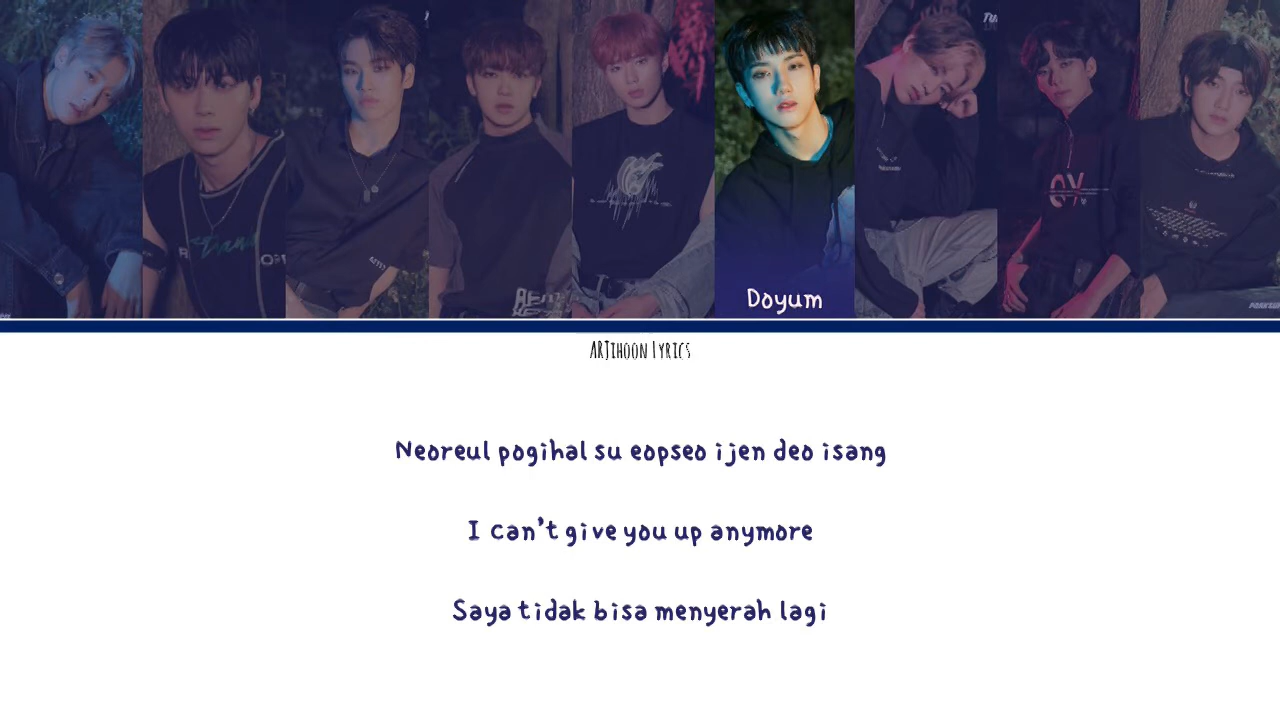 Doyum
ARJihoon Lyrics
Neoreul pogihal su eopseo ijen deo isang
I can't give you up anymore
Saya tidak bisa menyerah lagi